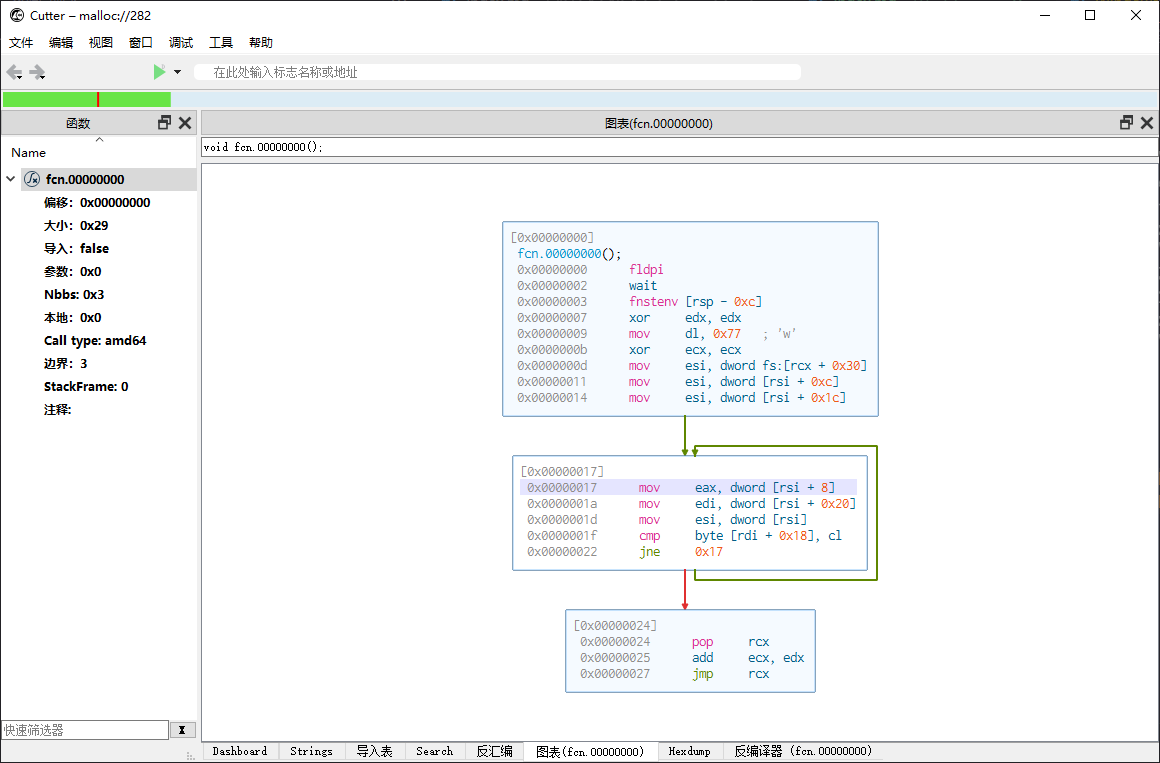 Cutter – malloc://282
文件 编辑 视图 窗口 调试 工具 帮助
在此处输入标志名称或地址
函数
图表(fcn.00000000)
void fcn.00000000();
Name
fcn.00000000
偏移: 0x00000000
大小: 0x29
导入: false
参数: 0x0
Nbbs: 0x3
本地: 0x0
Call type: amd64
边界: 3
StackFrame: 0
注释:
[0x00000000]
fcn.00000000();
0x00000000 fldpi
0x00000002 wait
0x00000003 fnstenv [rsp - 0xc]
0x00000007 xor edx, edx
0x00000009 mov dl, 0x77 ; 'w'
0x0000000b xor ecx, ecx
0x0000000d mov esi, dword fs:[rcx + 0x30]
0x00000011 mov esi, dword [rsi + 0xc]
0x00000014 mov esi, dword [rsi + 0x1c]
[0x00000017]
0x00000017 mov eax, dword [rsi + 8]
0x0000001a mov edi, dword [rsi + 0x20]
0x0000001d mov esi, dword [rsi]
0x0000001f cmp byte [rdi + 0x18], cl
0x00000022 jne 0x17
[0x00000024]
0x00000024 pop rcx
0x00000025 add ecx, edx
0x00000027 jmp rcx
快速筛选器 X
Dashboard Strings 导入表 Search 反汇编 图表(fcn.00000000) Hexdump 反编译器 (fcn.00000000)